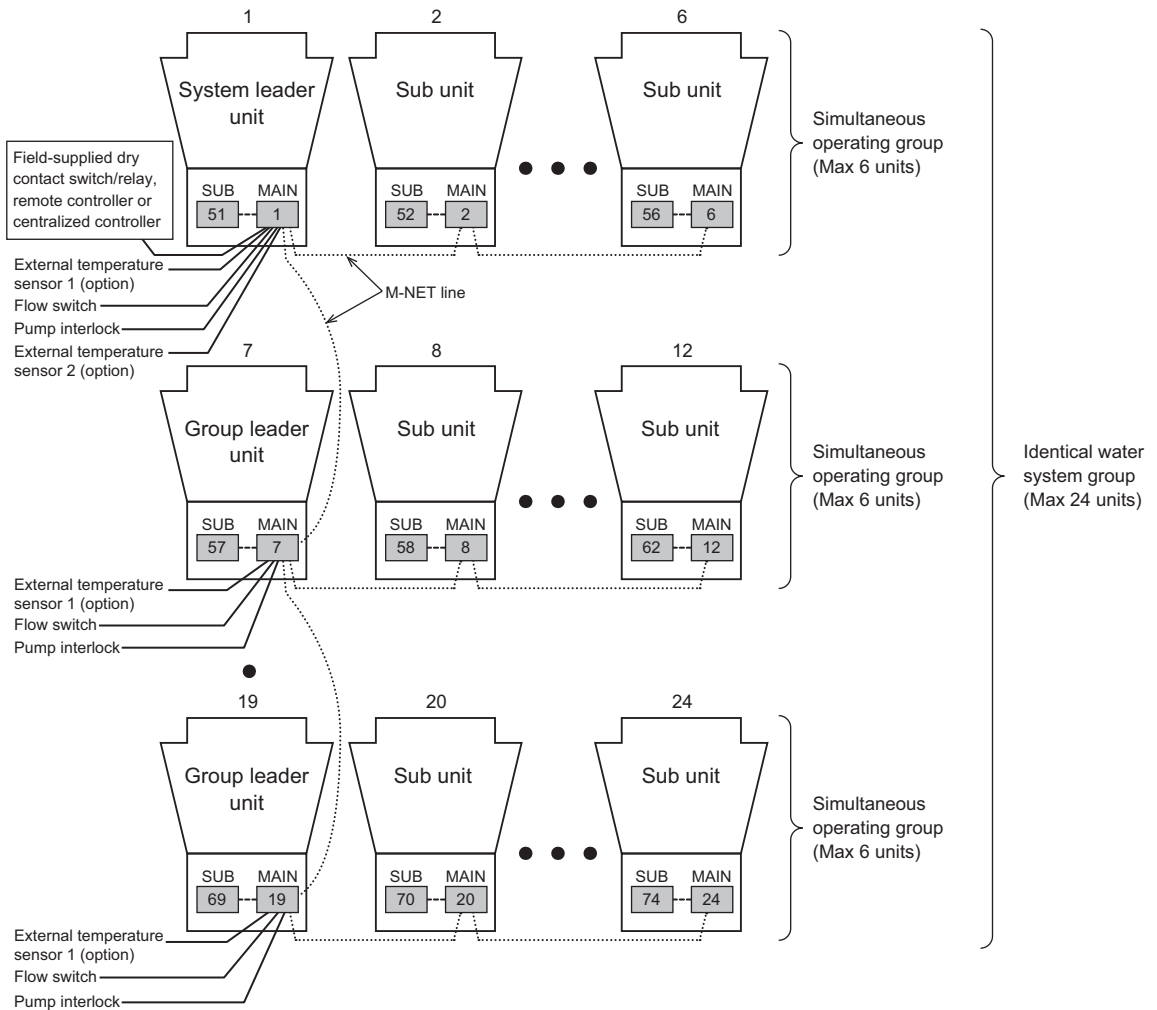 1
2
6
System leader
unit
Sub unit
Sub unit
Simultaneous
operating group
(Max 6 units)
Field-supplied dry
contact switch/relay,
remote controller or
centralized controller
SUB MAIN
51 1
SUB MAIN
52 2
SUB MAIN
56 6
External temperature
sensor 1 (option)
Flow switch
Pump interlock
External temperature
sensor 2 (option)
M-NET line
7
8
12
Group leader
unit
Sub unit
Sub unit
Simultaneous
operating group
(Max 6 units)
Identical water
system group
(Max 24 units)
SUB MAIN
57 7
SUB MAIN
58 8
SUB MAIN
62 12
External temperature
sensor 1 (option)
Flow switch
Pump interlock
19
20
24
Group leader
unit
Sub unit
Sub unit
Simultaneous
operating group
(Max 6 units)
SUB MAIN
69 19
SUB MAIN
70 20
SUB MAIN
74 24
External temperature
sensor 1 (option)
Flow switch
Pump interlock